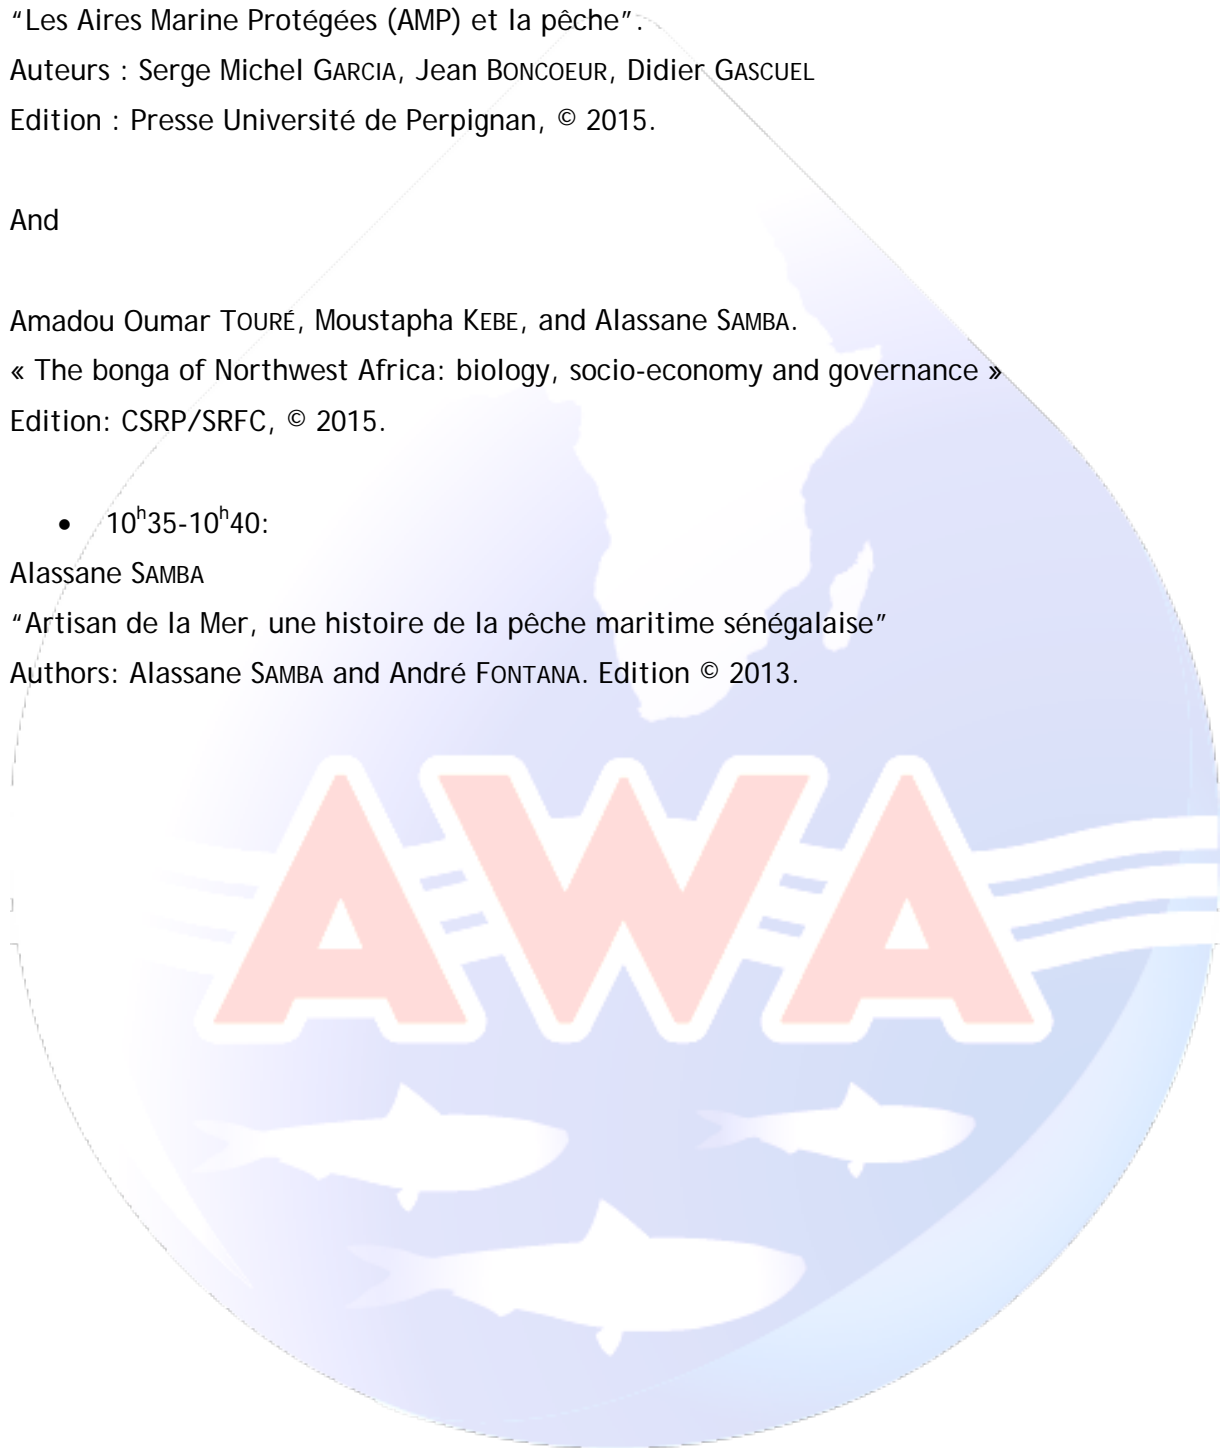 “Les Aires Marine Protégées (AMP) et la pêche”.
Auteurs : Serge Michel GARCIA, Jean BONCOEUR, Didier GASCUEL
Edition : Presse Université de Perpignan, © 2015.
And
Amadou Oumar TOURÉ, Moustapha KEBE, and Alassane SAMBA.
« The bonga of Northwest Africa: biology, socio-economy and governance »
Edition: CSRP/SRFC, © 2015.
• 10h35-10h40:
Alassane SAMBA
“Artisan de la Mer, une histoire de la pêche maritime sénégalaise”
Authors: Alassane SAMBA and André FONTANA. Edition © 2013.
AWA